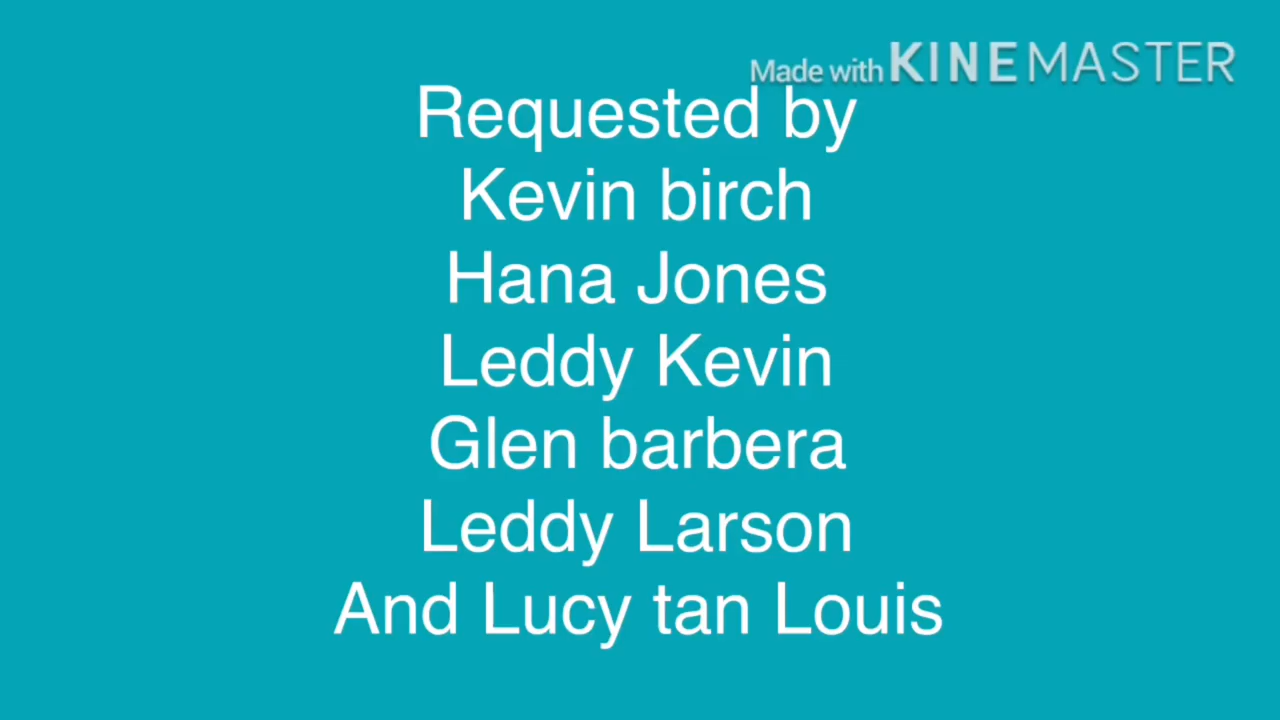 Made with KINEMASTER
Requested by
Kevin birch
Hana Jones
Leddy Kevin
Glen barbera
Leddy Larson
And Lucy tan Louis